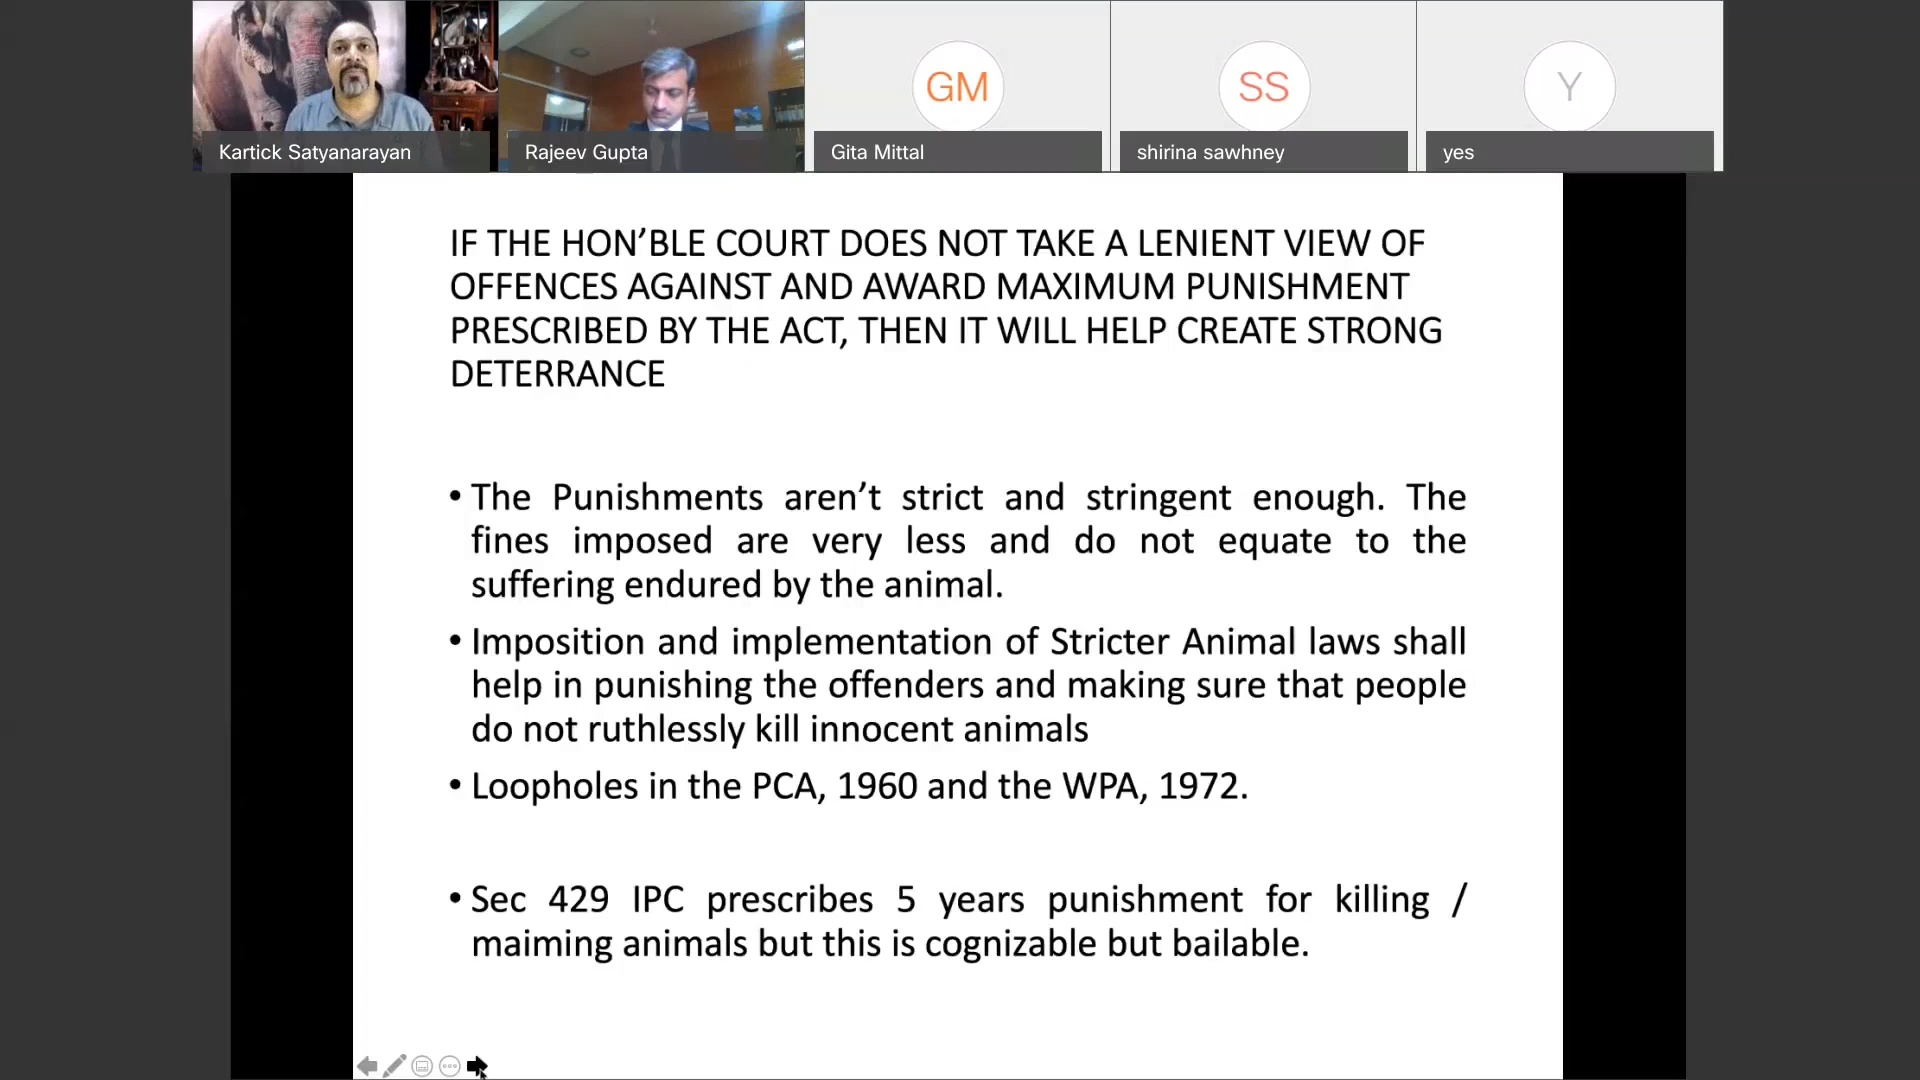 GM
SS
Y
Kartick Satyanarayan
Rajeev Gupta
Gita Mittal
shirina sawhney
yes
IF THE HON’BLE COURT DOES NOT TAKE A LENIENT VIEW OF
OFFENCES AGAINST AND AWARD MAXIMUM PUNISHMENT
PRESCRIBED BY THE ACT, THEN IT WILL HELP CREATE STRONG
DETERRANCE
• The Punishments aren’t strict and stringent enough. The
fines imposed are very less and do not equate to the
suffering endured by the animal.
• Imposition and implementation of Stricter Animal laws shall
help in punishing the offenders and making sure that people
do not ruthlessly kill innocent animals
• Loopholes in the PCA, 1960 and the WPA, 1972.
• Sec 429 IPC prescribes 5 years punishment for killing /
maiming animals but this is cognizable but bailable.